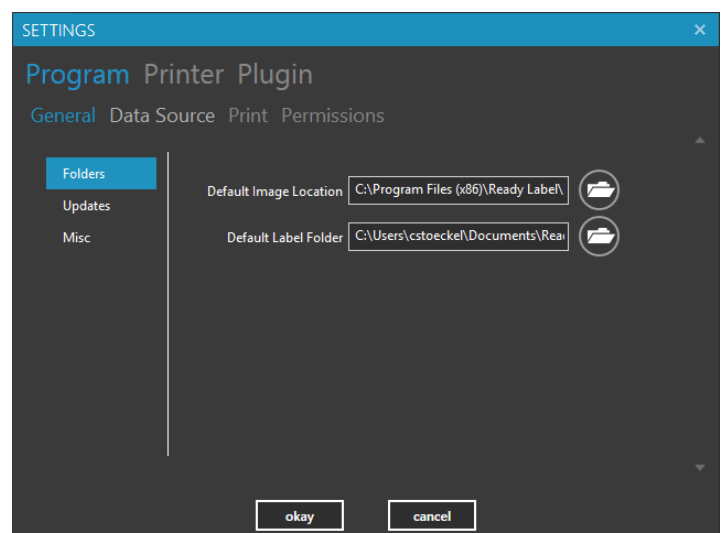 SETTINGS
Program Printer Plugin
General Data Source Print Permissions
Folders
Updates
Misc
Default Image Location C:\Program Files (x86)\Ready Label\
Default Label Folder C:\Users\cstoeckel\Documents\Rea
okay cancel